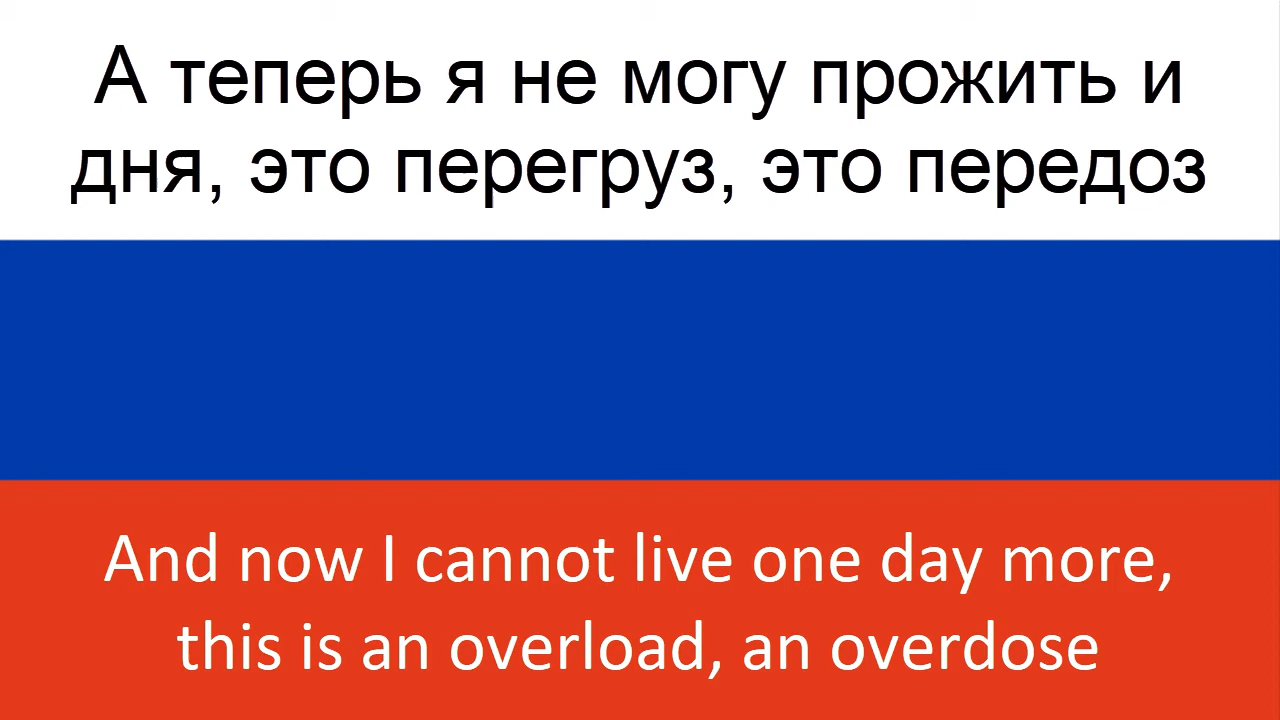 А теперь я не могу прожить и
дня, это перегруз, это передоз
And now I cannot live one day more,
this is an overload, an overdose